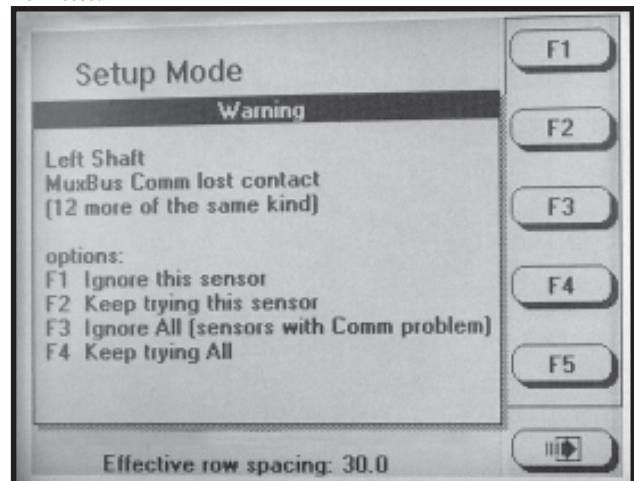 Setup Mode
Warning
Left Shaft
MuxBus Comm lost contact
(12 more of the same kind)
options:
F1 Ignore this sensor
F2 Keep trying this sensor
F3 Ignore All (sensors with Comm problem)
F4 Keep trying All
Effective row spacing: 30.0
F1
F2
F3
F4
F5